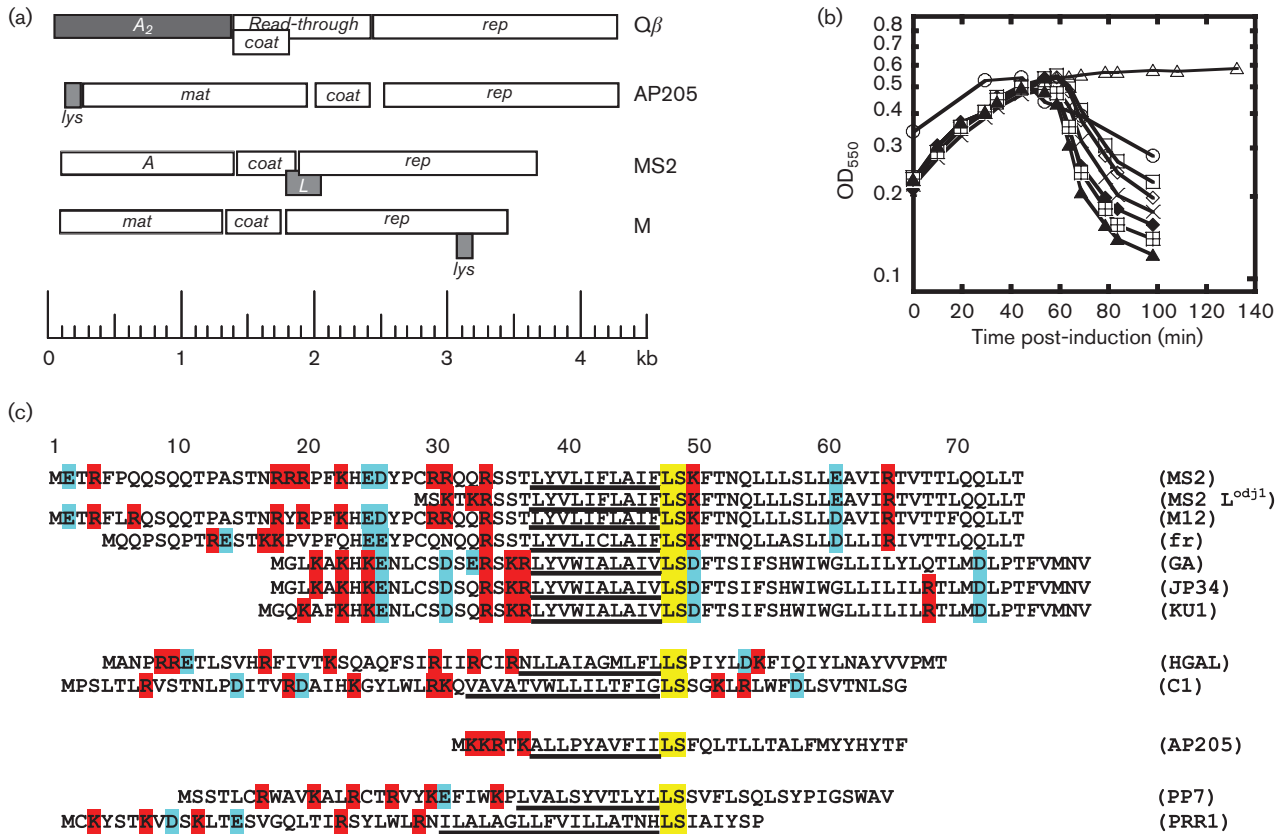 (a)
A2 Read-through rep Qβ
coat
mat coat rep AP205
lys
A coat rep MS2
L
mat coat rep M
lys
0 1 2 3 4 kb
(b)
0.8
0.7
0.6
0.5
0.4
0.3
0.2
0.1
OD550
0 20 40 60 80 100 120 140
Time post-induction (min)
(c)
1 10 20 30 40 50 60 70
METRFPQQSQQTPASTNRRRPFKHEDYPCRRQQRSSTLYVLIFLAIFLSKFTNQLLLSLLEAVIRTVTTLQQLLT (MS2)
MSKTKRSSTLYVLIFLAIFLSKFTNQLLLSLLEAVIRTVTTLQQLLT (MS2 Lodj1)
METRFLRQSQQTPASTNRYRPFKHEDYPCRRQQRSSTLYVLIFLAIFLSKFTNQLLLSLLDAVIRTVTTFQQLLT (M12)
MQQPSQPTRESTKKPVPFQHEEYPCQNQQRSSTLYVLICLAIFLSKFTNQLLASLLDLLIRIVTTLQQLLT (fr)
MGLKAKHKENLCSDSERSKRLYVWIALAIVLSDFTSIFSHWIWGLLILYLQTLMDLPTFVMNV (GA)
MGLKAKHKENLCSDSQRSKRLYVWIALAIVLSDFTSIFSHWIWGLLILILRTLMDLPTFVMNV (JP34)
MGQKAFKHKENLCSDSQRSKRLYVWIALAIVLSDFTSIFSHWIWGLLILILRTLMDLPTFVMNV (KU1)
MANPRRETLSVHRFIVTKSQAQFSIRIIRCIRNLLAIAGMLFLLSPIYLDKFIQIYLNAYVVPMT (HGAL)
MPSLTLRVSTNLPDITVRDAIHKGYLWLRKQVAVATVWLLILTFIGLSSGKLRLWFDLSVTNLSG (C1)
MKKRTKALLPYAVFIILSFQLTLLTALFMYYHYTF (AP205)
MSSTLCRWAVKALRCTRVYKEFIWKPLVALSYVTLYLLSSVFLSQLSYPIGSWAV (PP7)
MCKYSTKVDSKLTESVGQLTIRSYLWLRNILALAGLLFVILLATNHLSIAIYSP (PRR1)